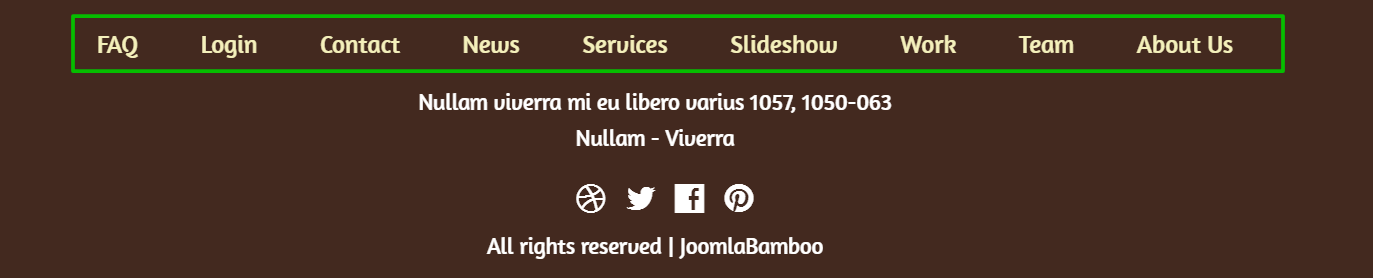 FAQ Login Contact News Services Slideshow Work Team About Us
Nullam viverra mi eu libero varius 1057, 1050-063
Nullam - Viverra
All rights reserved | JoomlaBamboo